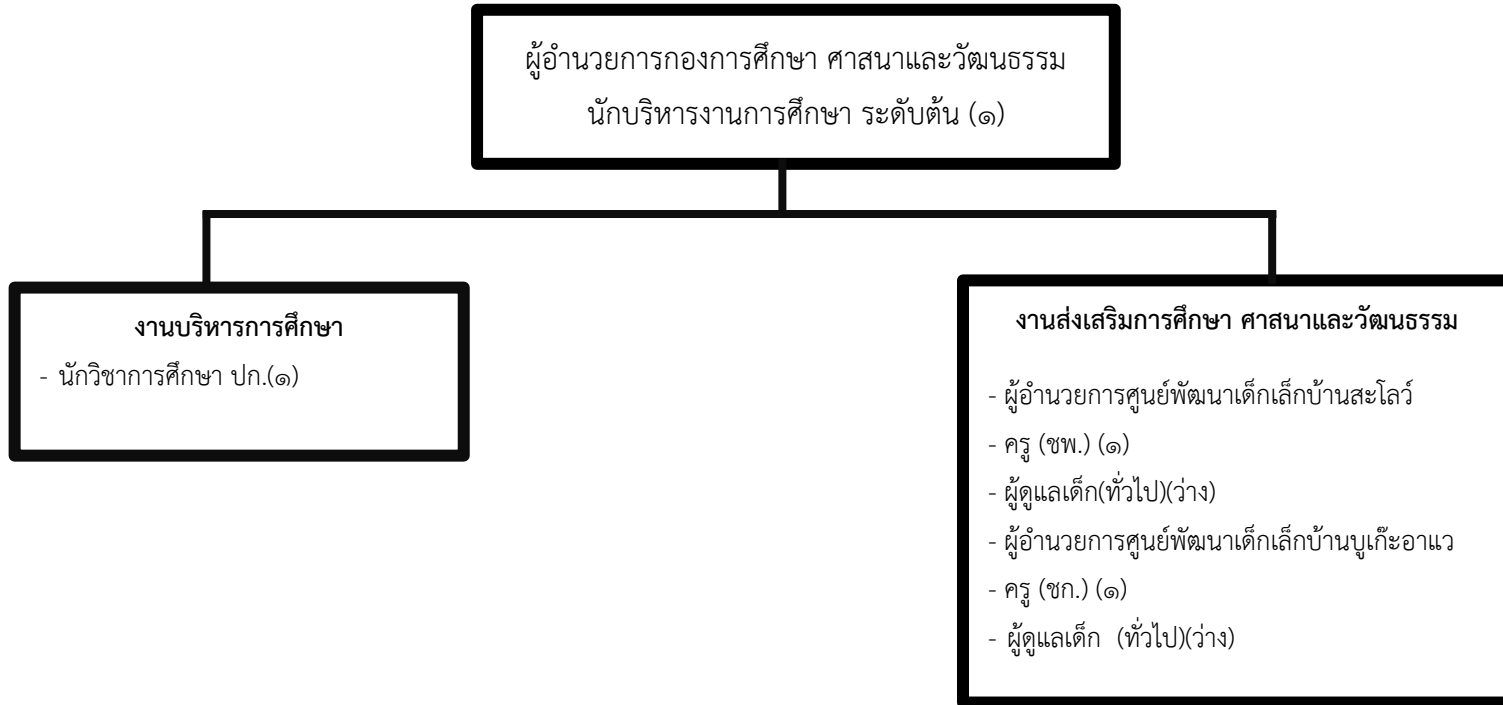 ผู้อำนวยการกองการศึกษา ศาสนาและวัฒนธรรม
นักบริหารงานการศึกษา ระดับต้น (๑)
งานบริหารการศึกษา
- นักวิชาการศึกษา ปก.(๑)
งานส่งเสริมการศึกษา ศาสนาและวัฒนธรรม
- ผู้อำนวยการศูนย์พัฒนาเด็กเล็กบ้านสะโลว์
- ครู (ชพ.) (๑)
- ผู้ดูแลเด็ก(ทั่วไป)(ว่าง)
- ผู้อำนวยการศูนย์พัฒนาเด็กเล็กบ้านบูเก๊ะอาแว
- ครู (ชก.) (๑)
- ผู้ดูแลเด็ก (ทั่วไป)(ว่าง)